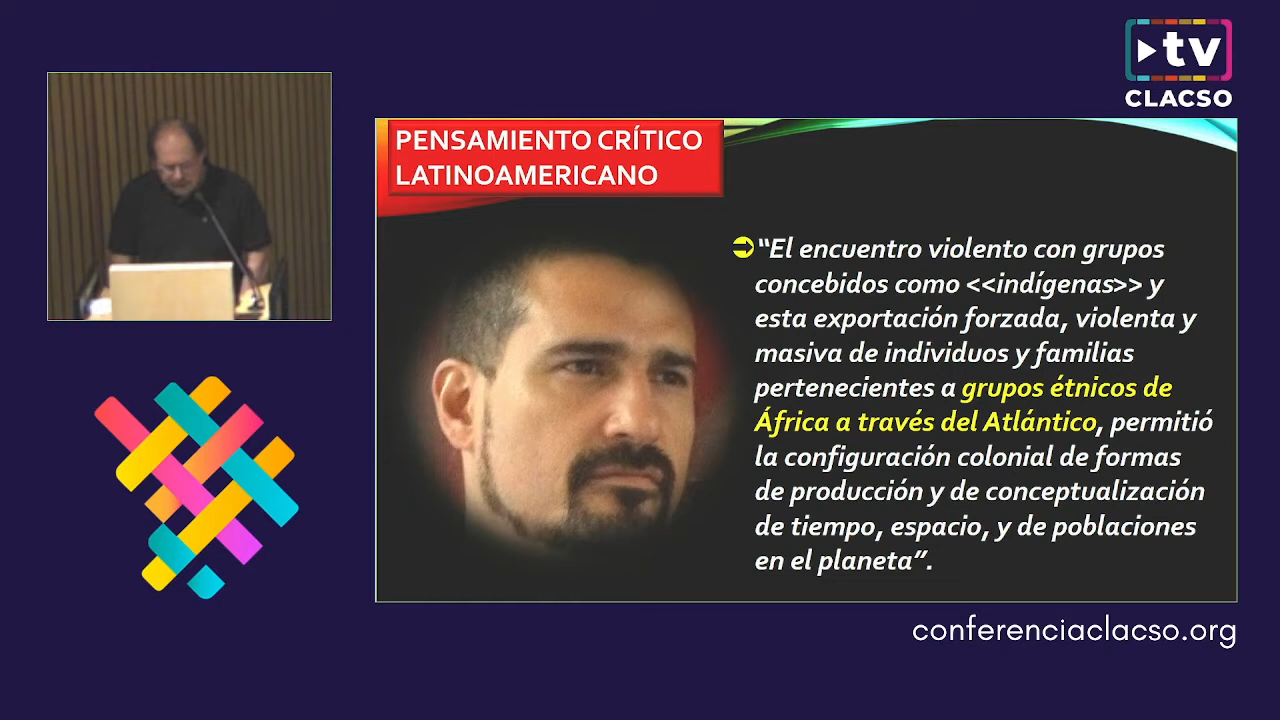 tv
CLACSO
PENSAMIENTO CRÍTICO
LATINOAMERICANO
“El encuentro violento con grupos
concebidos como <<indígenas>> y
esta exportación forzada, violenta y
masiva de individuos y familias
pertenecientes a grupos étnicos de
África a través del Atlántico, permitió
la configuración colonial de formas
de producción y de conceptualización
de tiempo, espacio, y de poblaciones
en el planeta”.
conferenciaclacso.org